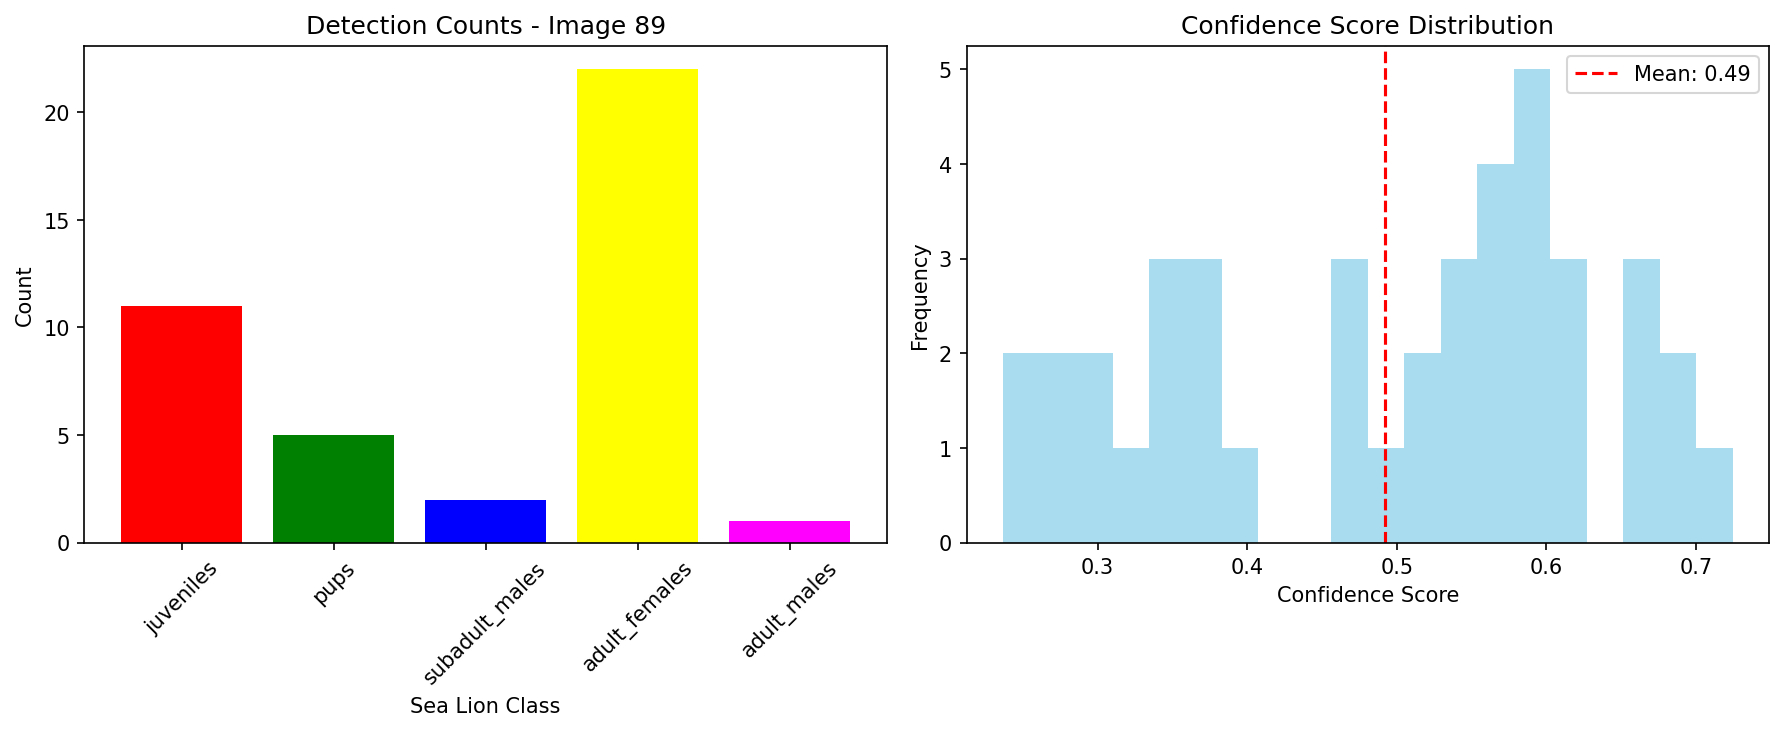 Detection Counts - Image 89
Count
20
15
10
5
0
juveniles
pups
subadult_males
adult_females
adult_males
Sea Lion Class
Confidence Score Distribution
Mean: 0.49
Frequency
5
4
3
2
1
0
0.3
0.4
0.5
0.6
0.7
Confidence Score